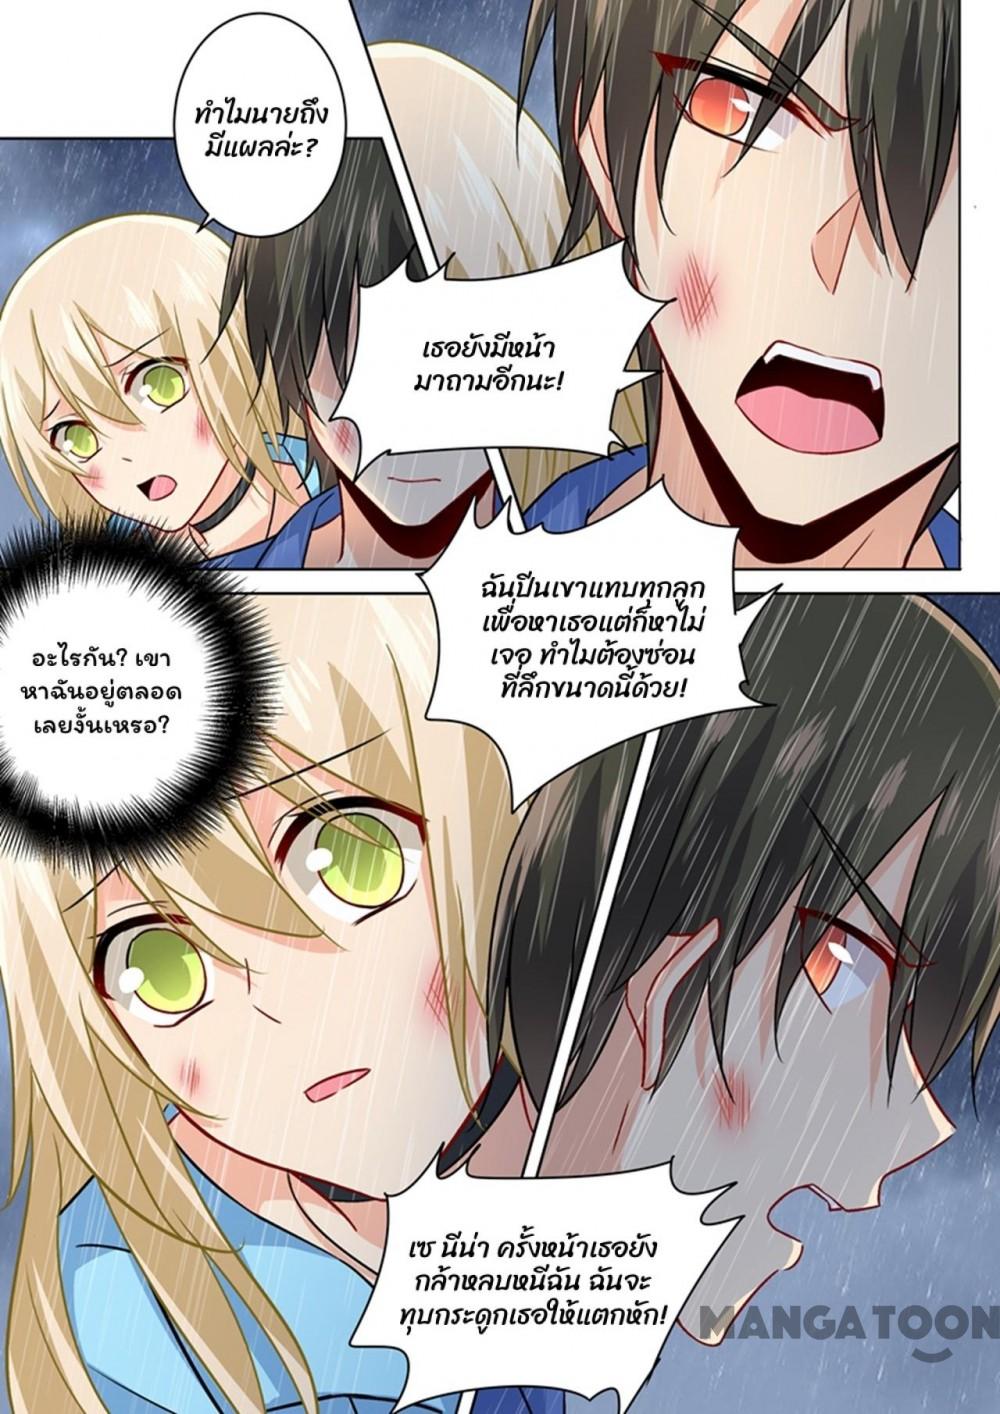 ทำไมนายถึง
มีแผลล่ะ?
เธอยังมีหน้า
มาถามอีกนะ!
ฉันปีนเขาแทบทุกลูก
เพื่อหาเธอแต่ก็หาไม่
เจอ ทำไมต้องซ่อน
ที่ลึกขนาดนี้ด้วย!
อะไรกัน? เขา
หาฉันอยู่ตลอด
เลยงั้นเหรอ?
เซ นีน่า ครั้งหน้าเธอยัง
กล้าหลบหนีฉัน ฉันจะ
ทุบกระดูกเธอให้แตกหัก!
MANGATOON